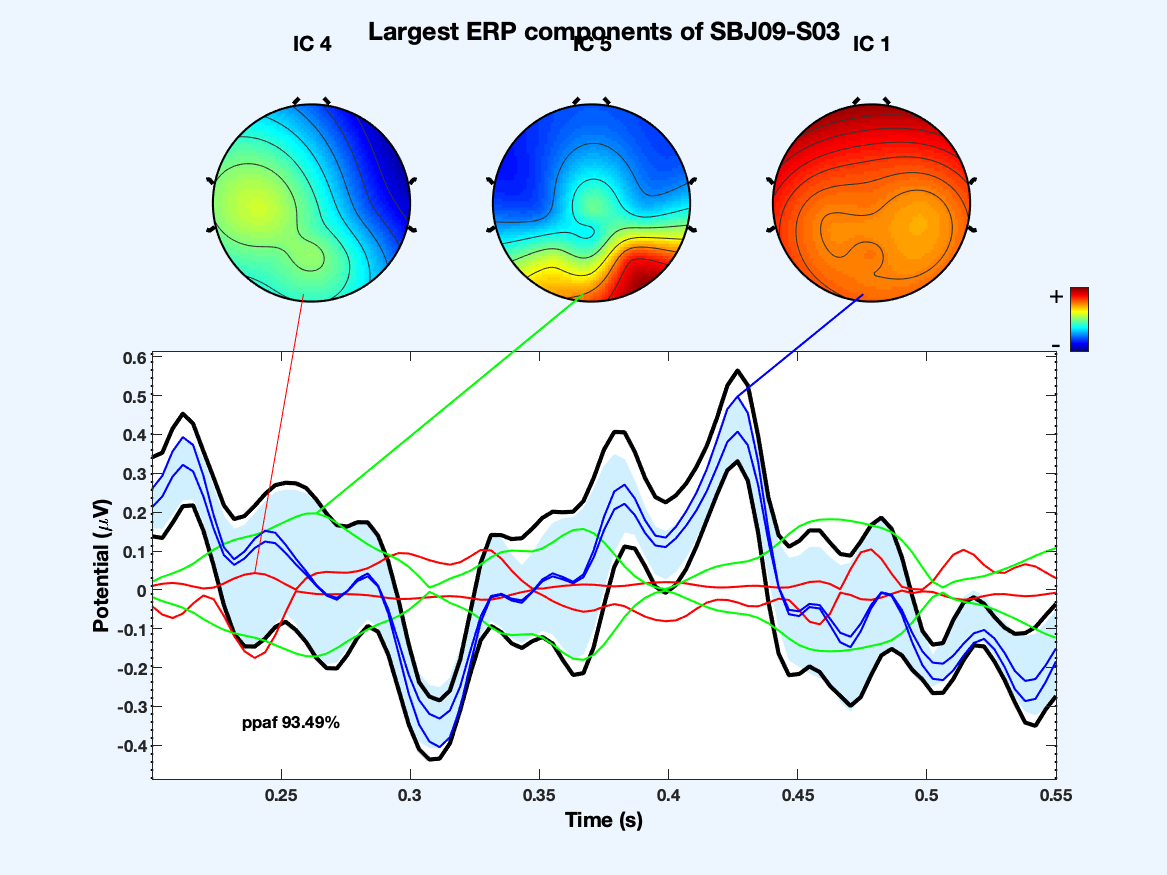 Largest ERP components of SBJ09-S03
IC 4
IC 5
IC 1
+
-
0.6
0.5
0.4
0.3
0.2
0.1
0
-0.1
-0.2
-0.3
-0.4
Potential (μV)
ppaf 93.49%
0.25
0.3
0.35
0.4
0.45
0.5
0.55
Time (s)